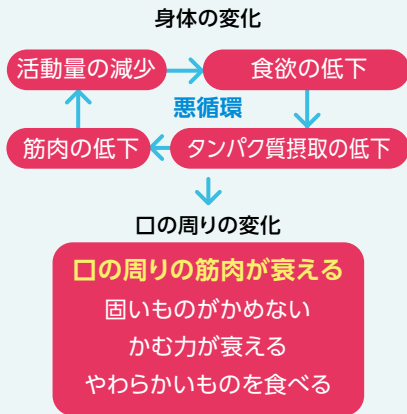 身体の変化
活動量の減少
食欲の低下
悪循環
筋肉の低下
タンパク質摂取の低下
口の周りの変化
口の周りの筋肉が衰える
固いものがかめない
かむ力が衰える
やわらかいものを食べる